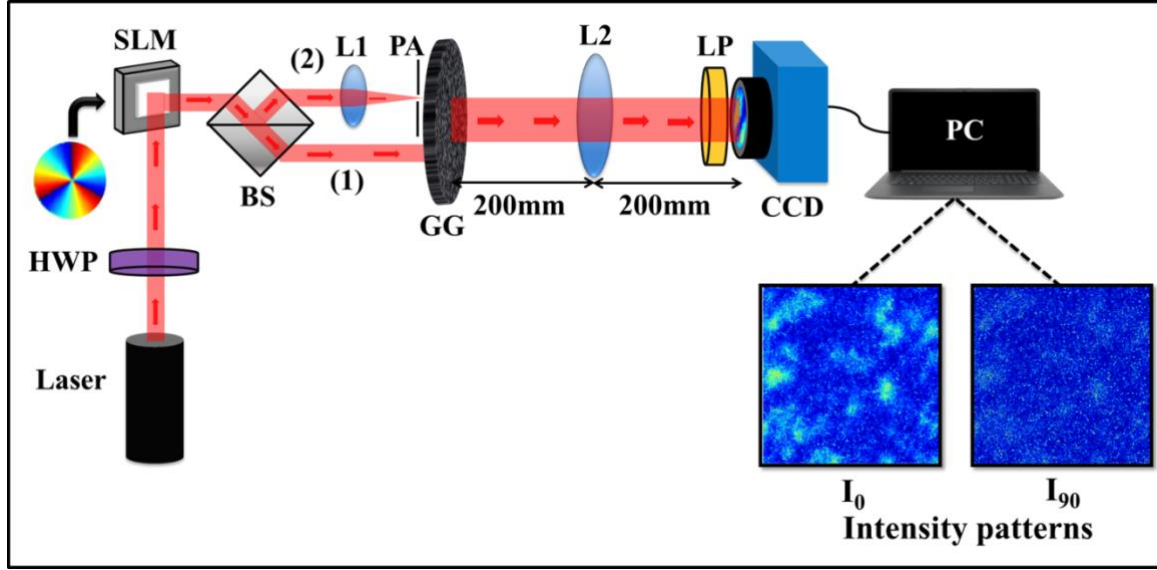 SLM
(2)
L1
PA
L2
LP
PC
BS
(1)
GG
200mm
200mm
CCD
HWP
Laser
I0
I90
Intensity patterns